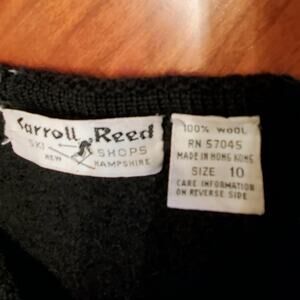 Carroll Reed
SKI SHOPS
NEW HAMPSHIRE
100% WOOL
RN 57045
MADE IN HONG KONG
SIZE 10
CARE INFORMATION
ON REVERSE SIDE